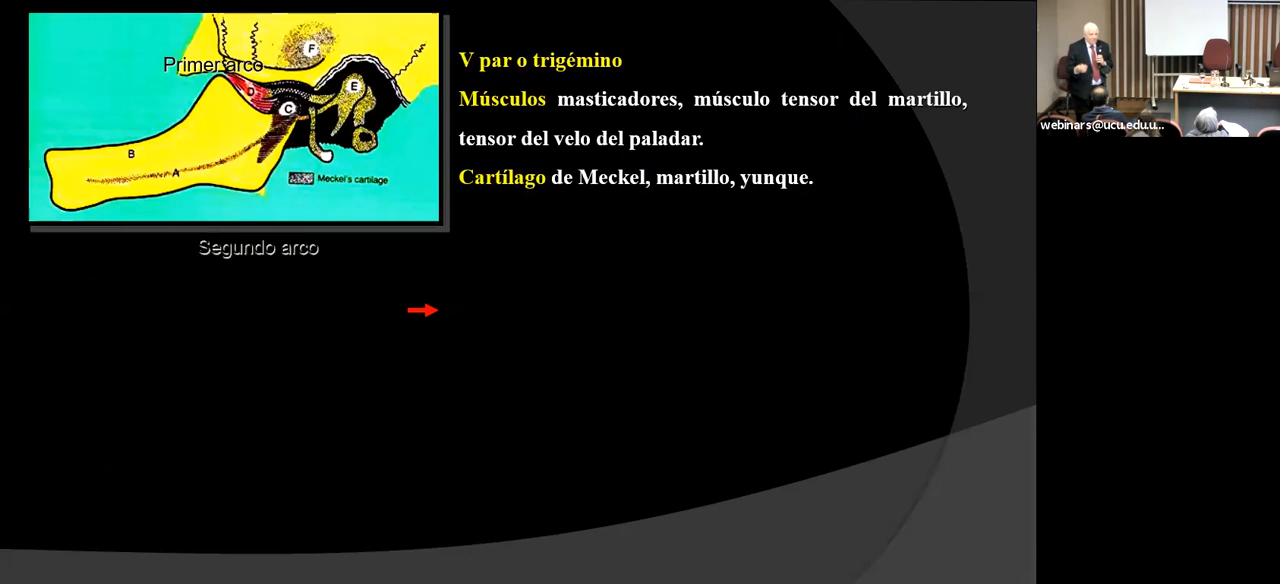 Primer arco
F
E
D
C
B
A
Meckel's cartilage
Segundo arco
V par o trigémino
Músculos masticadores, músculo tensor del martillo,
tensor del velo del paladar.
Cartílago de Meckel, martillo, yunque.
webinars@ucu.edu.u...